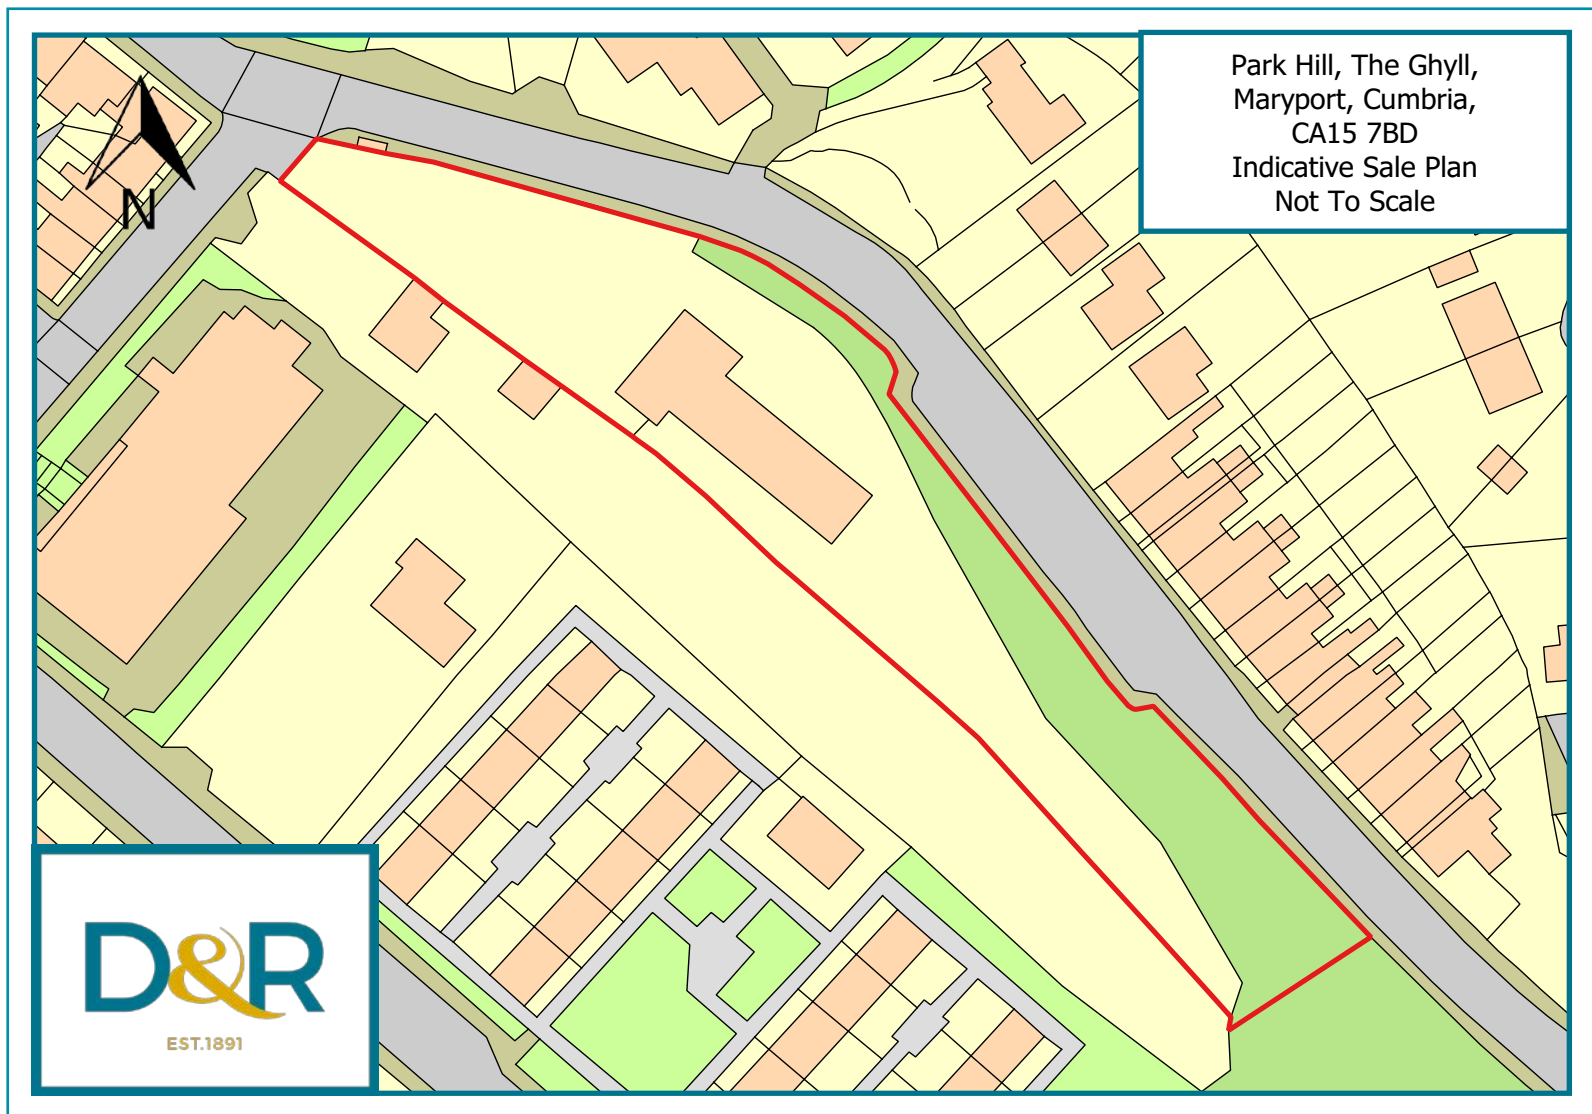 Park Hill, The Ghyll,
Maryport, Cumbria,
CA15 7BD
Indicative Sale Plan
Not To Scale
N
D&R
EST.1891